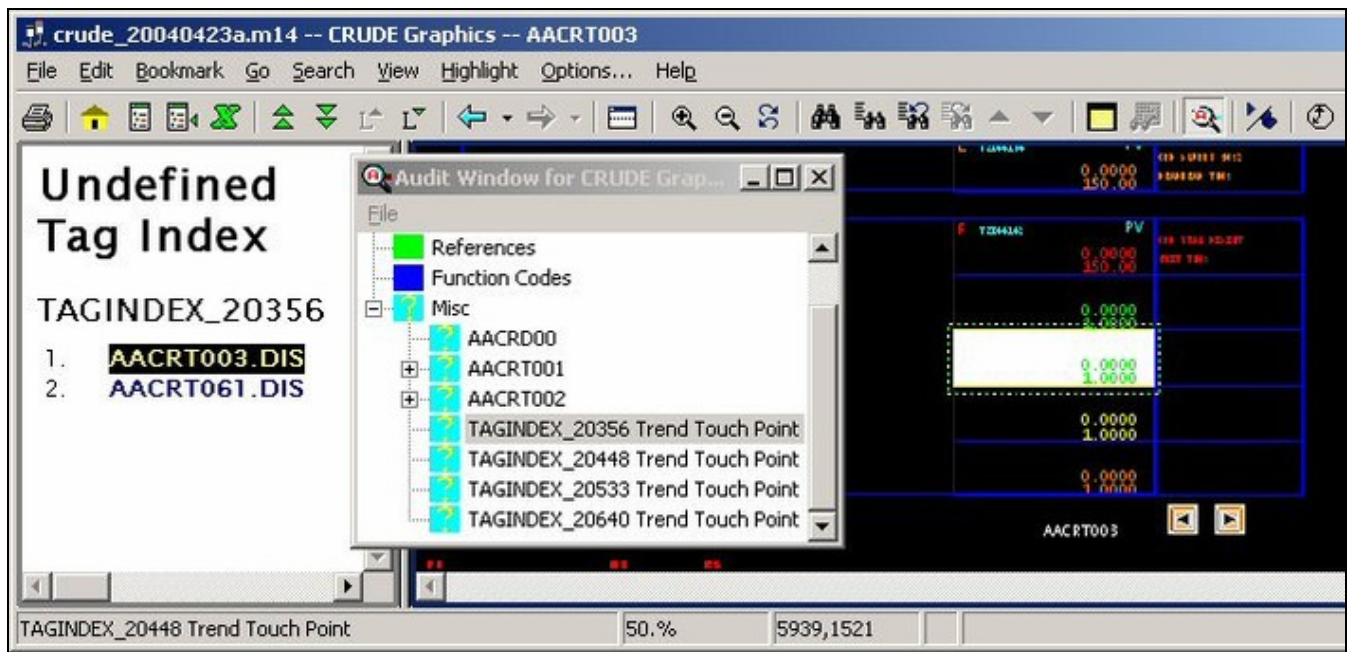 crude_20040423a.m14 -- CRUDE Graphics -- AACRT003
File Edit Bookmark Go Search View Highlight Options... Help
Undefined
Tag Index
TAGINDEX_20356
1. AACRT003.DIS
2. AACRT061.DIS
Audit Window for CRUDE Grap...
File
References
Function Codes
Misc
AACRD00
AACRT001
AACRT002
TAGINDEX_20356 Trend Touch Point
TAGINDEX_20448 Trend Touch Point
TAGINDEX_20533 Trend Touch Point
TAGINDEX_20640 Trend Touch Point
0.0000
150.00
PV
0.0000
150.00
0.0000
1.0000
0.0000
1.0000
0.0000
1.0000
0.0000
1.0000
AACRT003
TAGINDEX_20448 Trend Touch Point 50.% 5939,1521